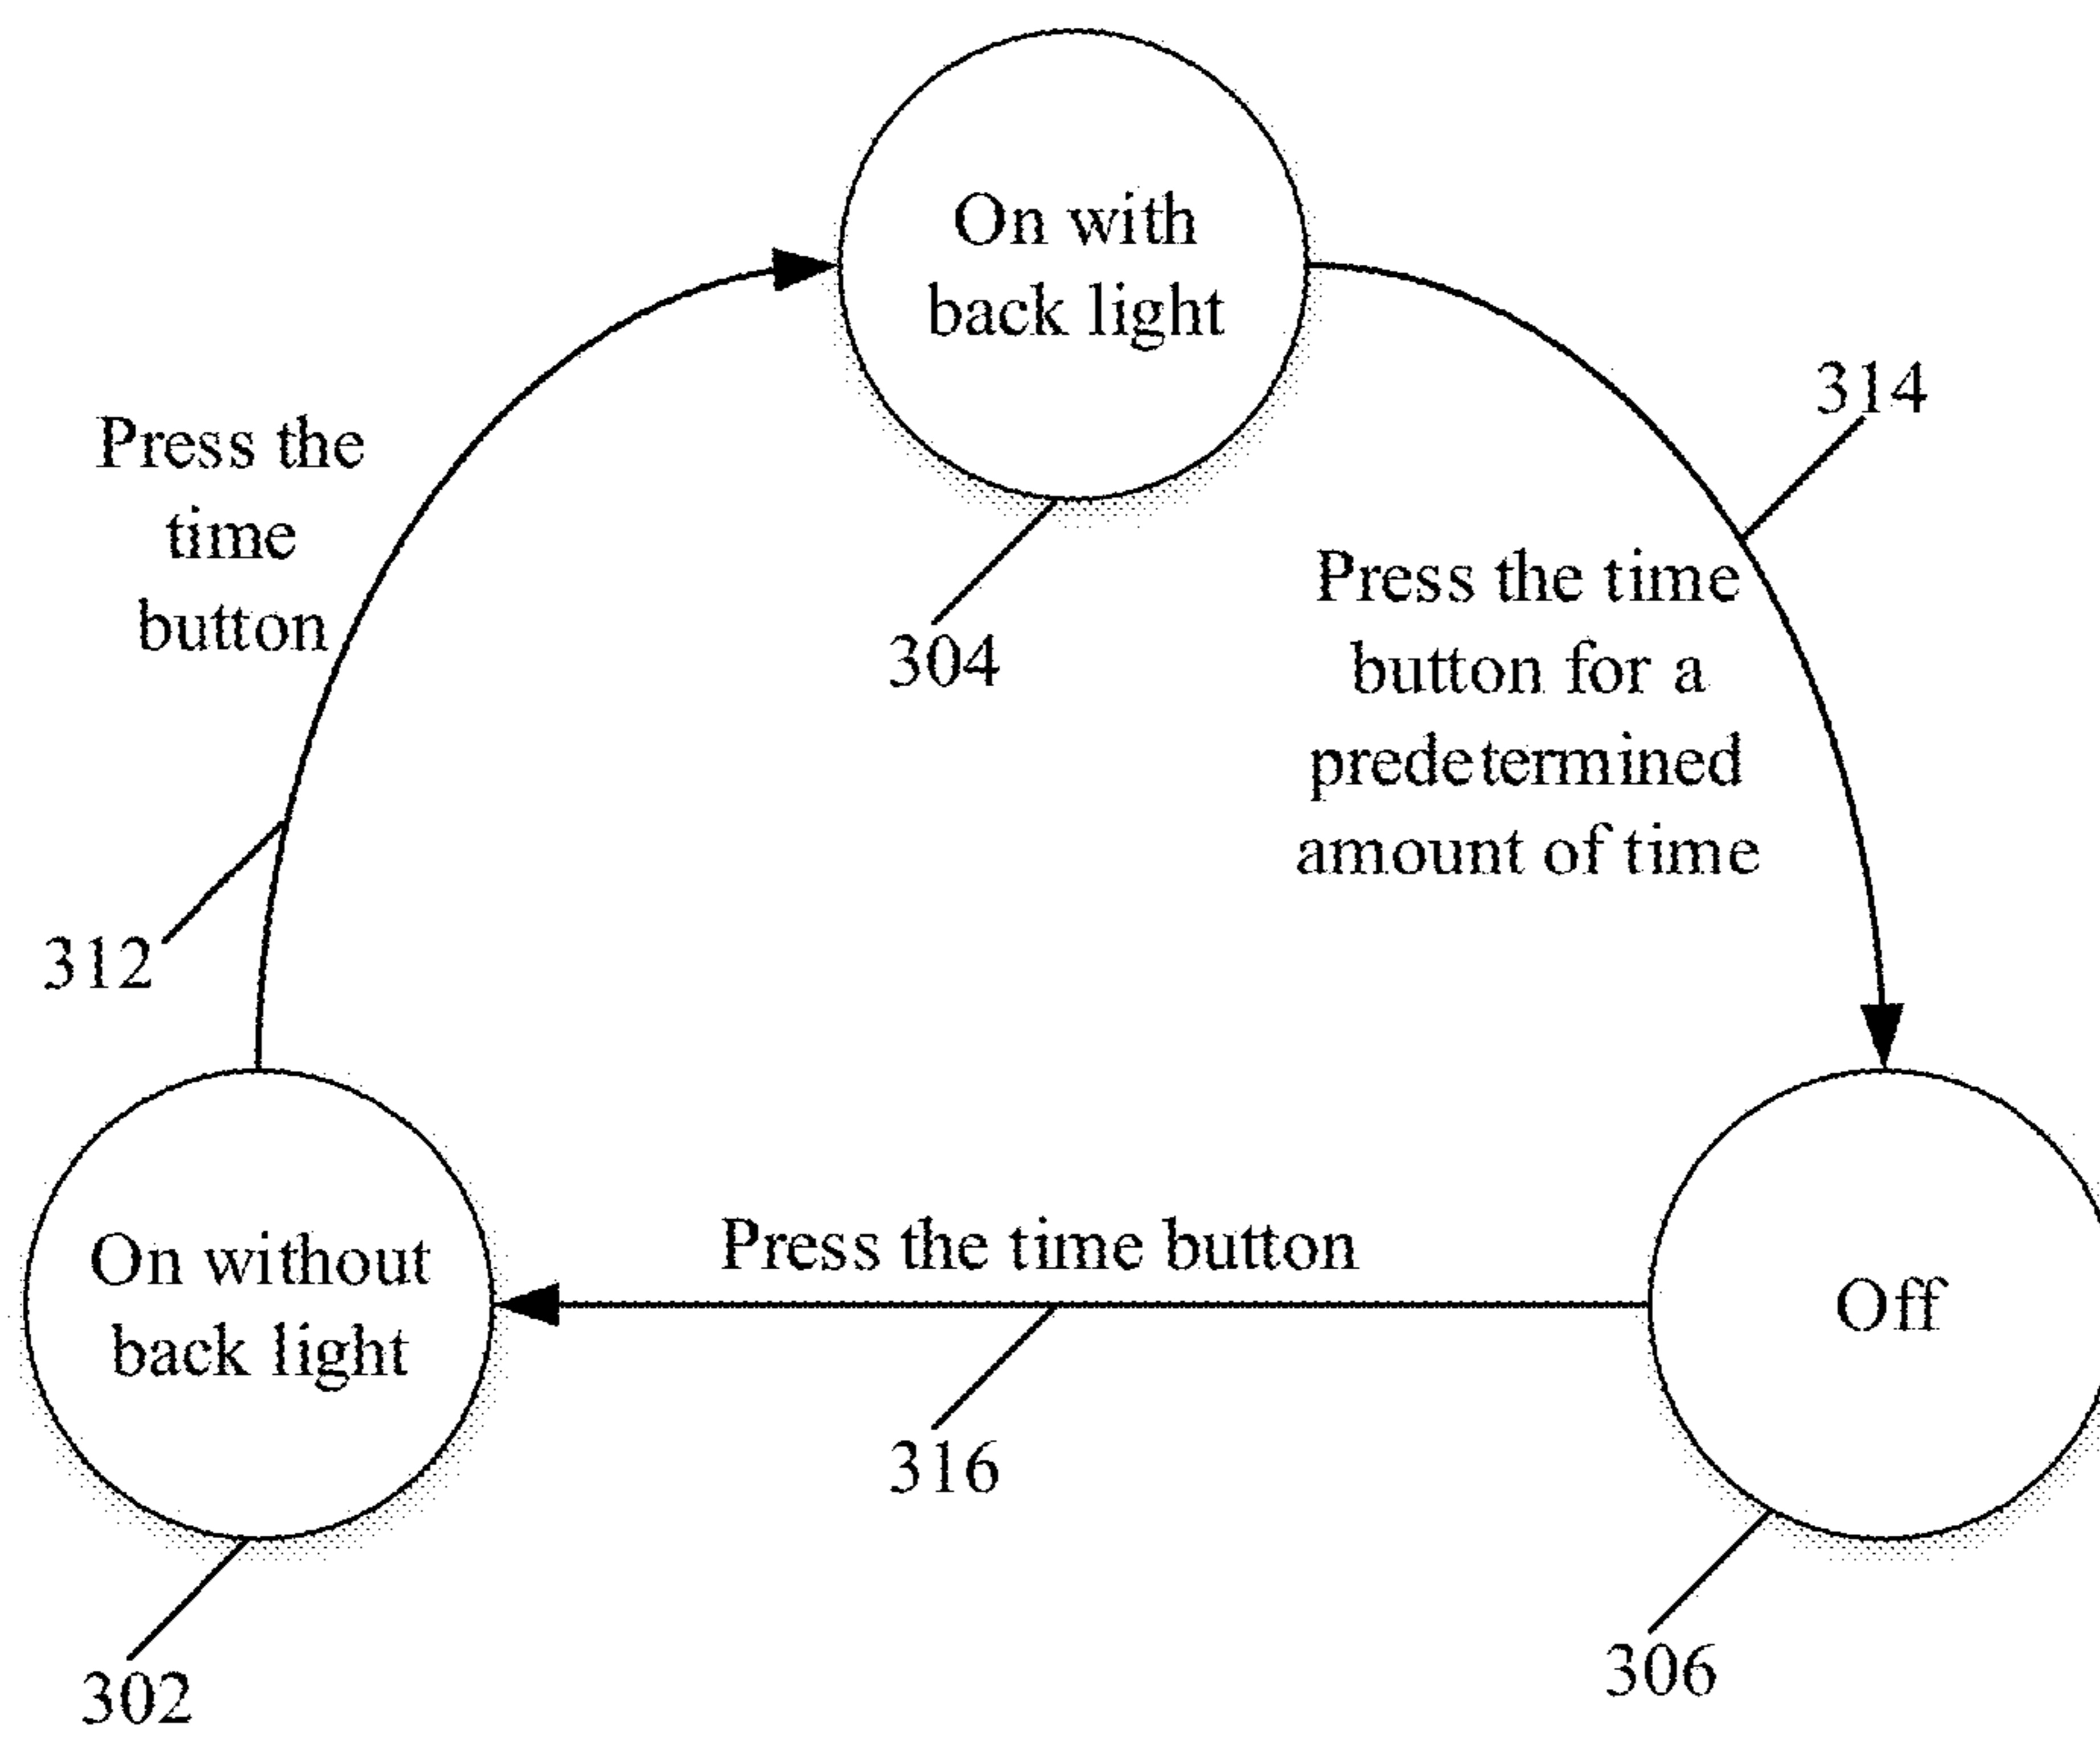 On with
back light
314
Press the
time
button
304
Press the time
button for a
predetermined
amount of time
312
On without
back light
Press the time button
Off
316
302
306